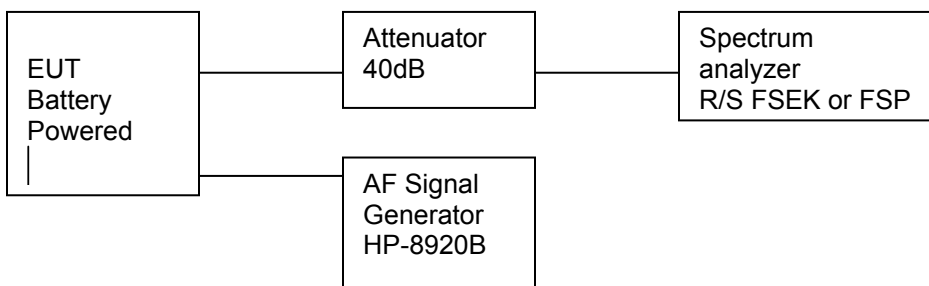 EUT
Battery
Powered
Attenuator
40dB
Spectrum
analyzer
R/S FSEK or FSP
AF Signal
Generator
HP-8920B